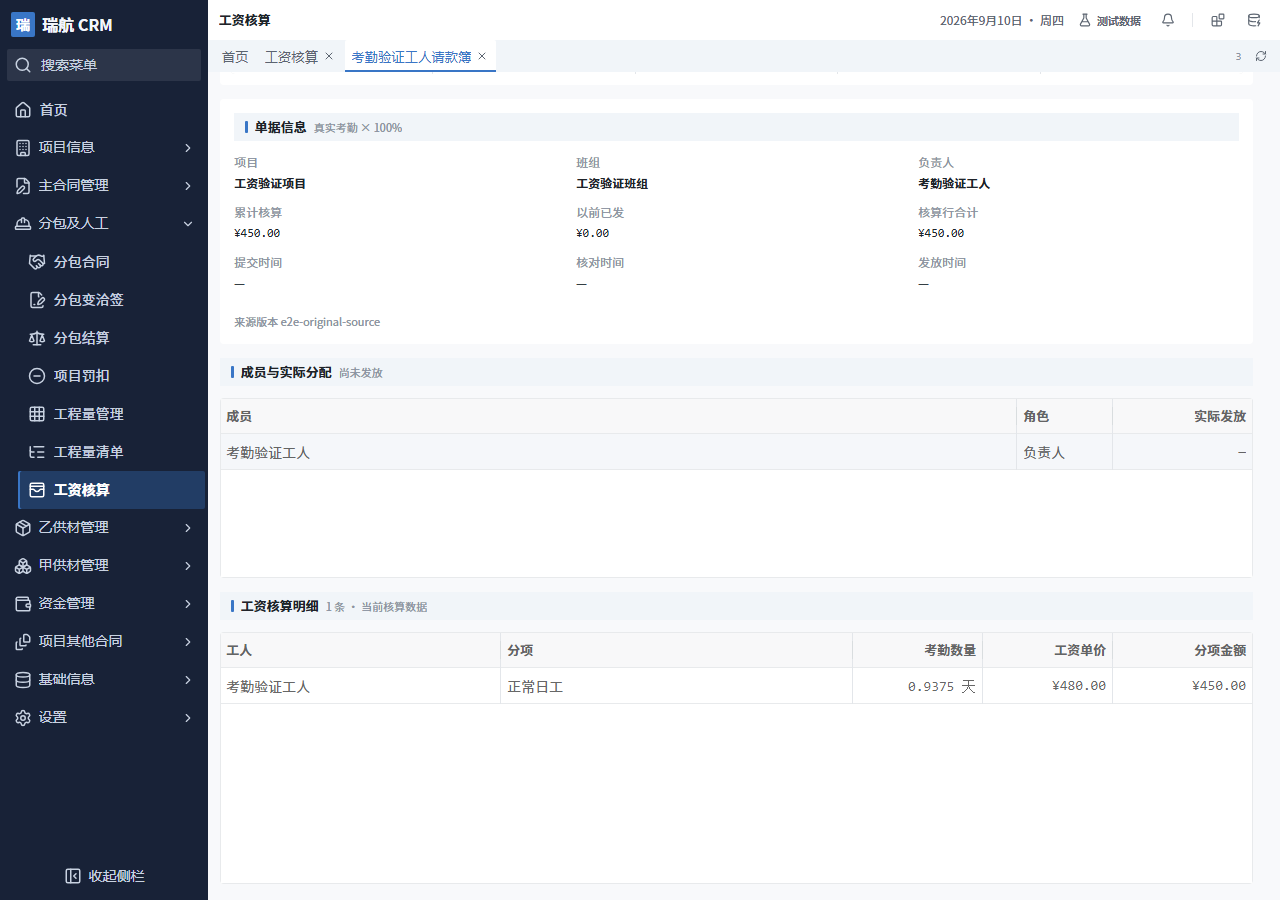 瑞 瑞航 CRM
搜索菜单
首页
项目信息
主合同管理
分包及人工
分包合同
分包变洽签
分包结算
项目罚扣
工程量管理
工程量清单
工资核算
乙供材管理
甲供材管理
资金管理
项目其他合同
基础信息
设置
收起侧栏
工资核算 2026年9月10日 · 周四 测试数据
首页 工资核算 × 考勤验证工人请款簿 × 3
单据信息 真实考勤 × 100%
项目 班组 负责人
工资验证项目 工资验证班组 考勤验证工人
累计核算 以前已发 核算行合计
¥450.00 ¥0.00 ¥450.00
提交时间 核对时间 发放时间
— — —
来源版本 e2e-original-source
成员与实际分配 尚未发放
成员 角色 实际发放
考勤验证工人 负责人 —
工资核算明细 1 条 · 当前核算数据
工人 分项 考勤数量 工资单价 分项金额
考勤验证工人 正常日工 0.9375 天 ¥480.00 ¥450.00